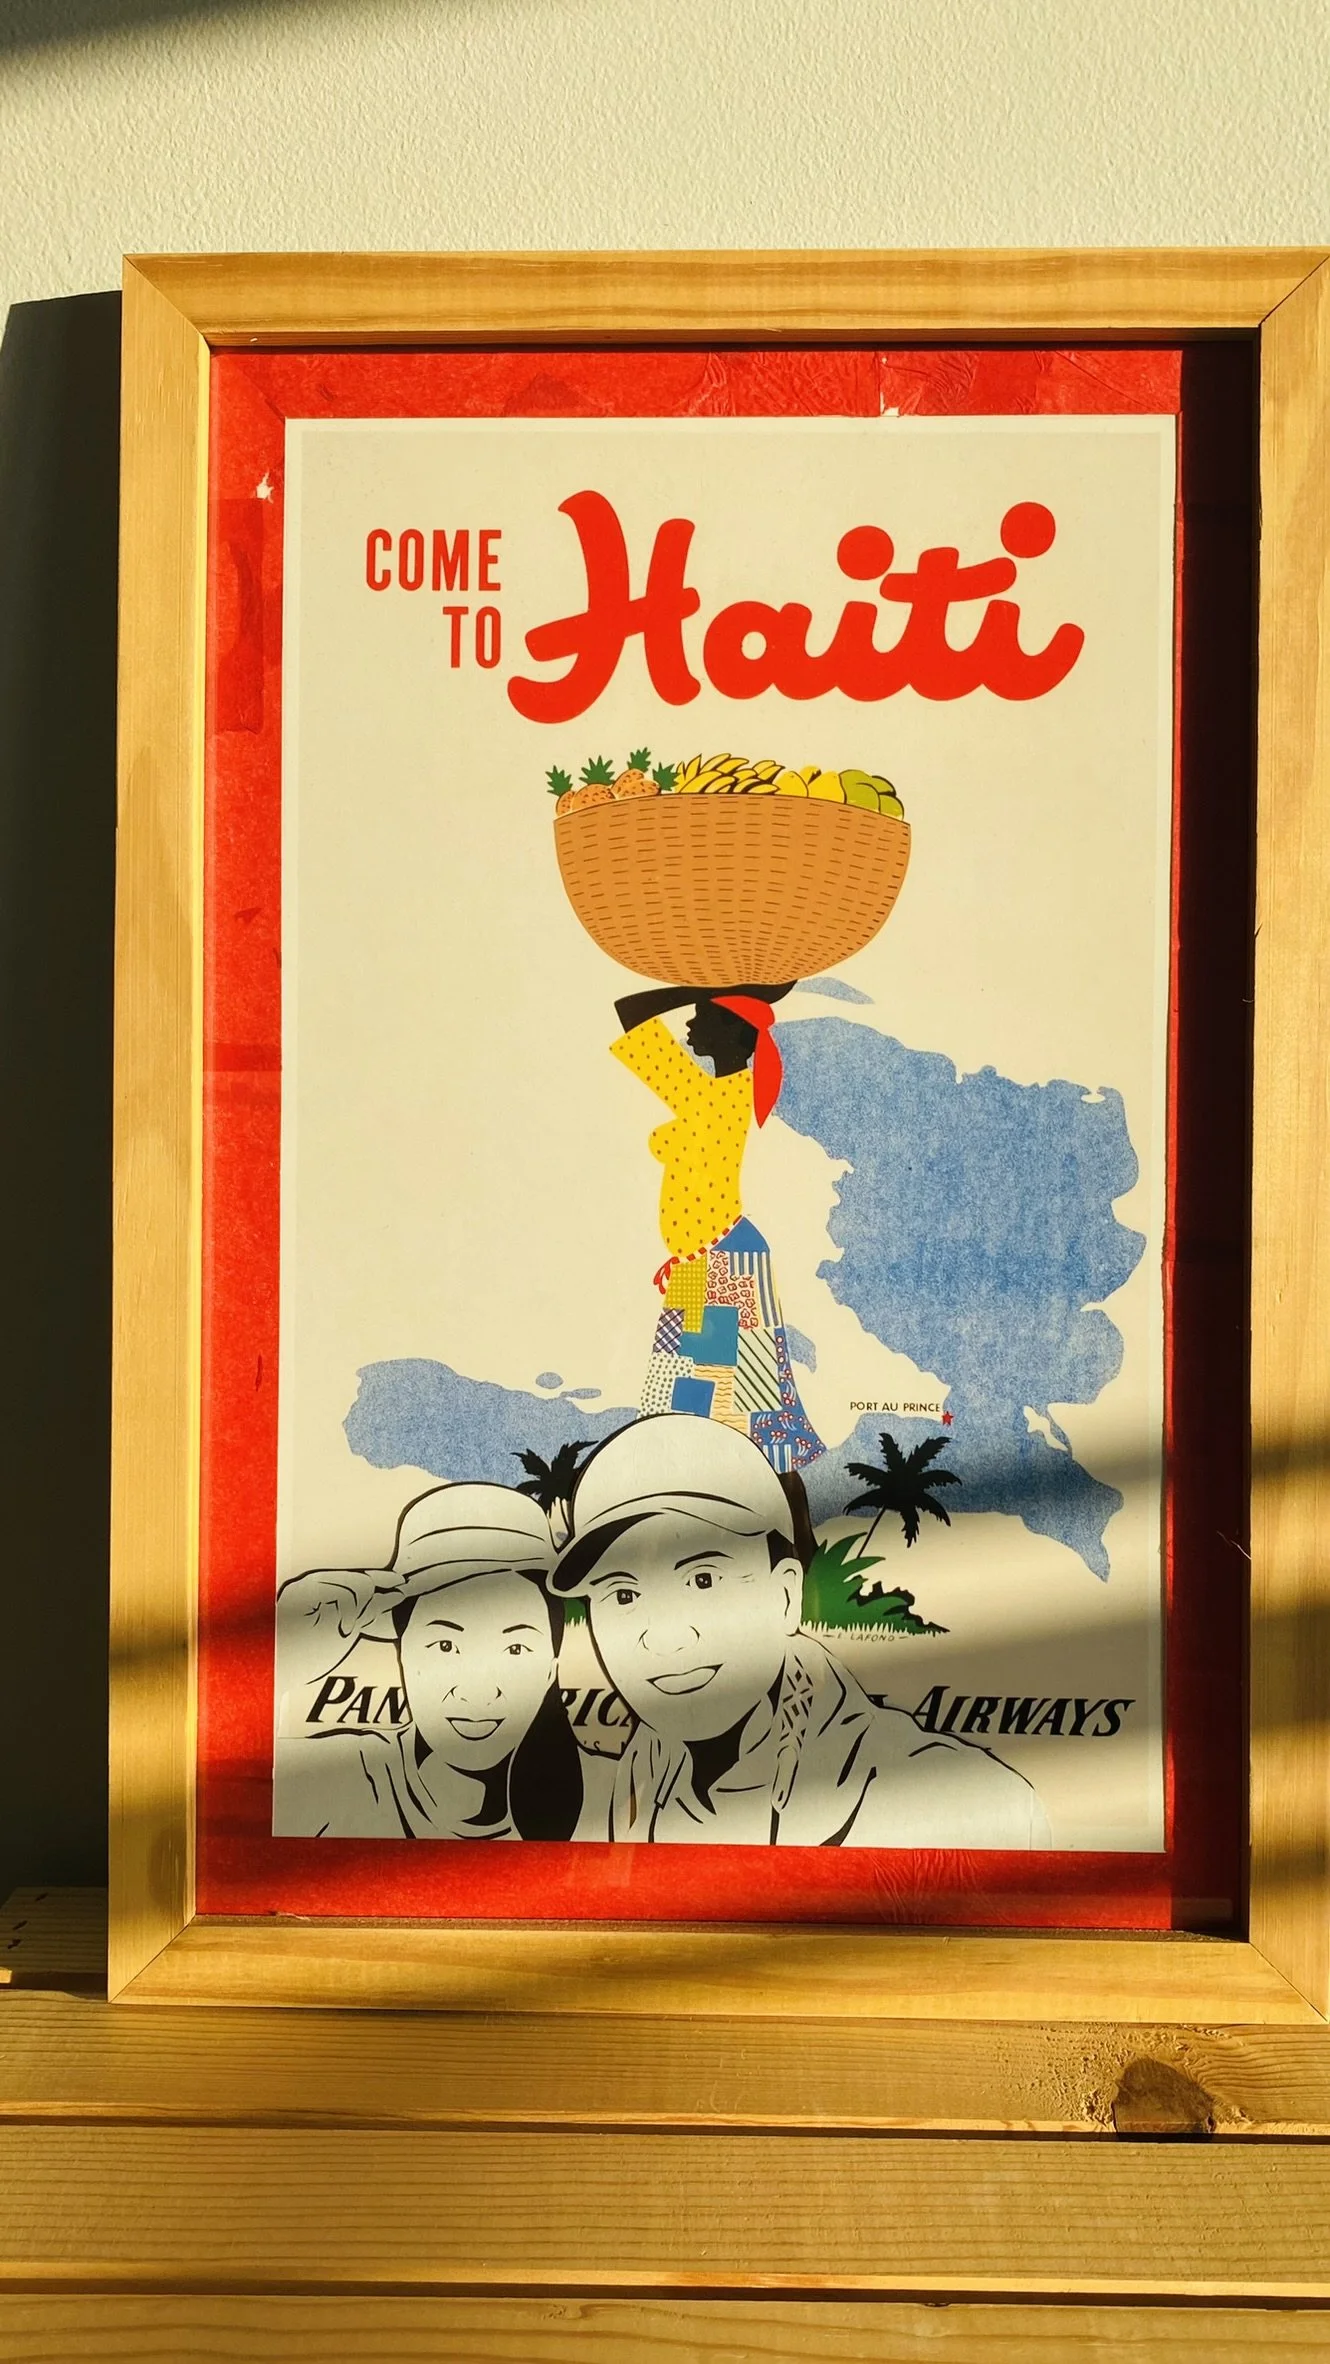 COME
TO Haiti
PORT AU PRINCE
E. LAFOND
PAN AIRWAYS